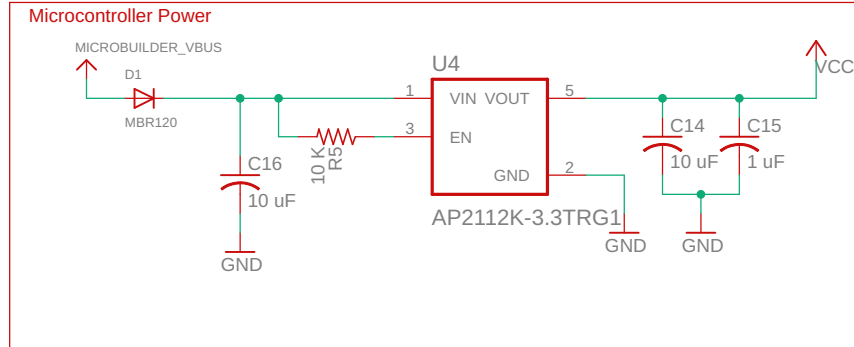 Microcontroller Power
MICROBUILDER_VBUS
D1
MBR120
C16
10 uF
GND
10 K
R5
U4
1
3
VIN VOUT
EN
GND
5
2
AP2112K-3.3TRG1
GND
C14
10 uF
C15
1 uF
GND
VCC